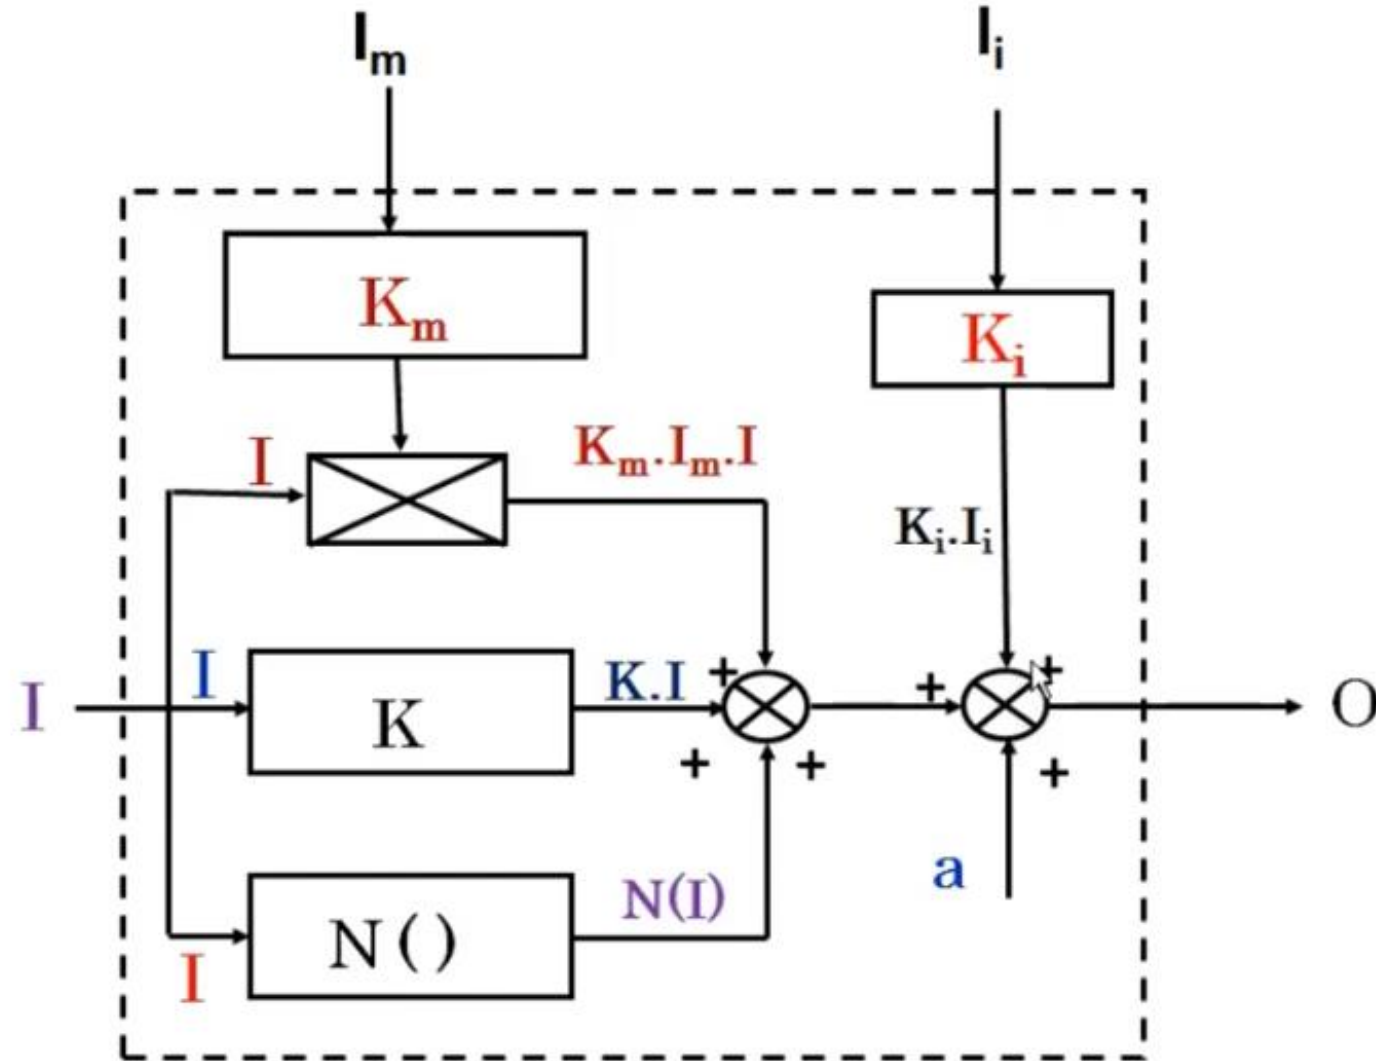 Iₘ
Iᵢ
Kₘ
Kᵢ
I
Kₘ.Iₘ.I
Kᵢ.Iᵢ
I
I
K
K.I
+
+
+
O
+
+
+
a
I
N()
N(I)